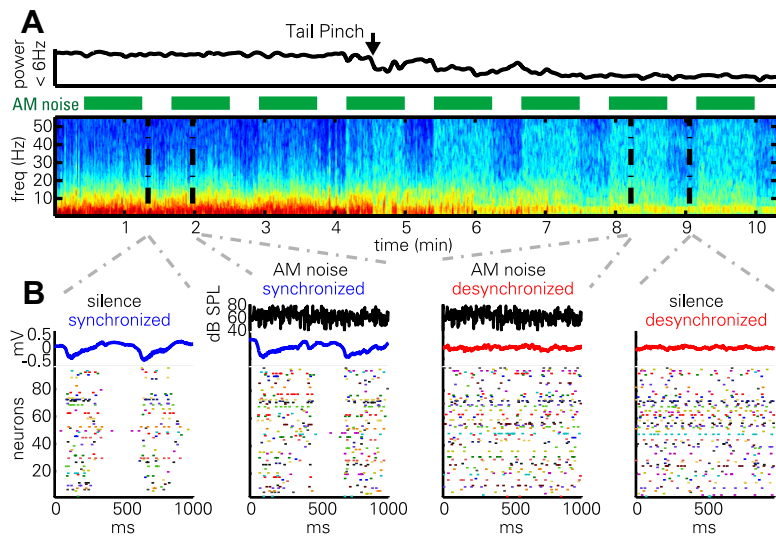 A
Tail Pinch
power
< 6Hz
AM noise
freq (Hz)
50
40
30
20
10
1 2 3 4 5 6 7 8 9 10
time (min)
B
silence
synchronized
AM noise
synchronized
AM noise
desynchronized
silence
desynchronized
mV
0.5
0.0
-0.5
dB SPL
80
60
40
neurons
80
60
40
20
0 500 1000
ms
0 500 1000
ms
0 500 1000
ms
0 500
ms